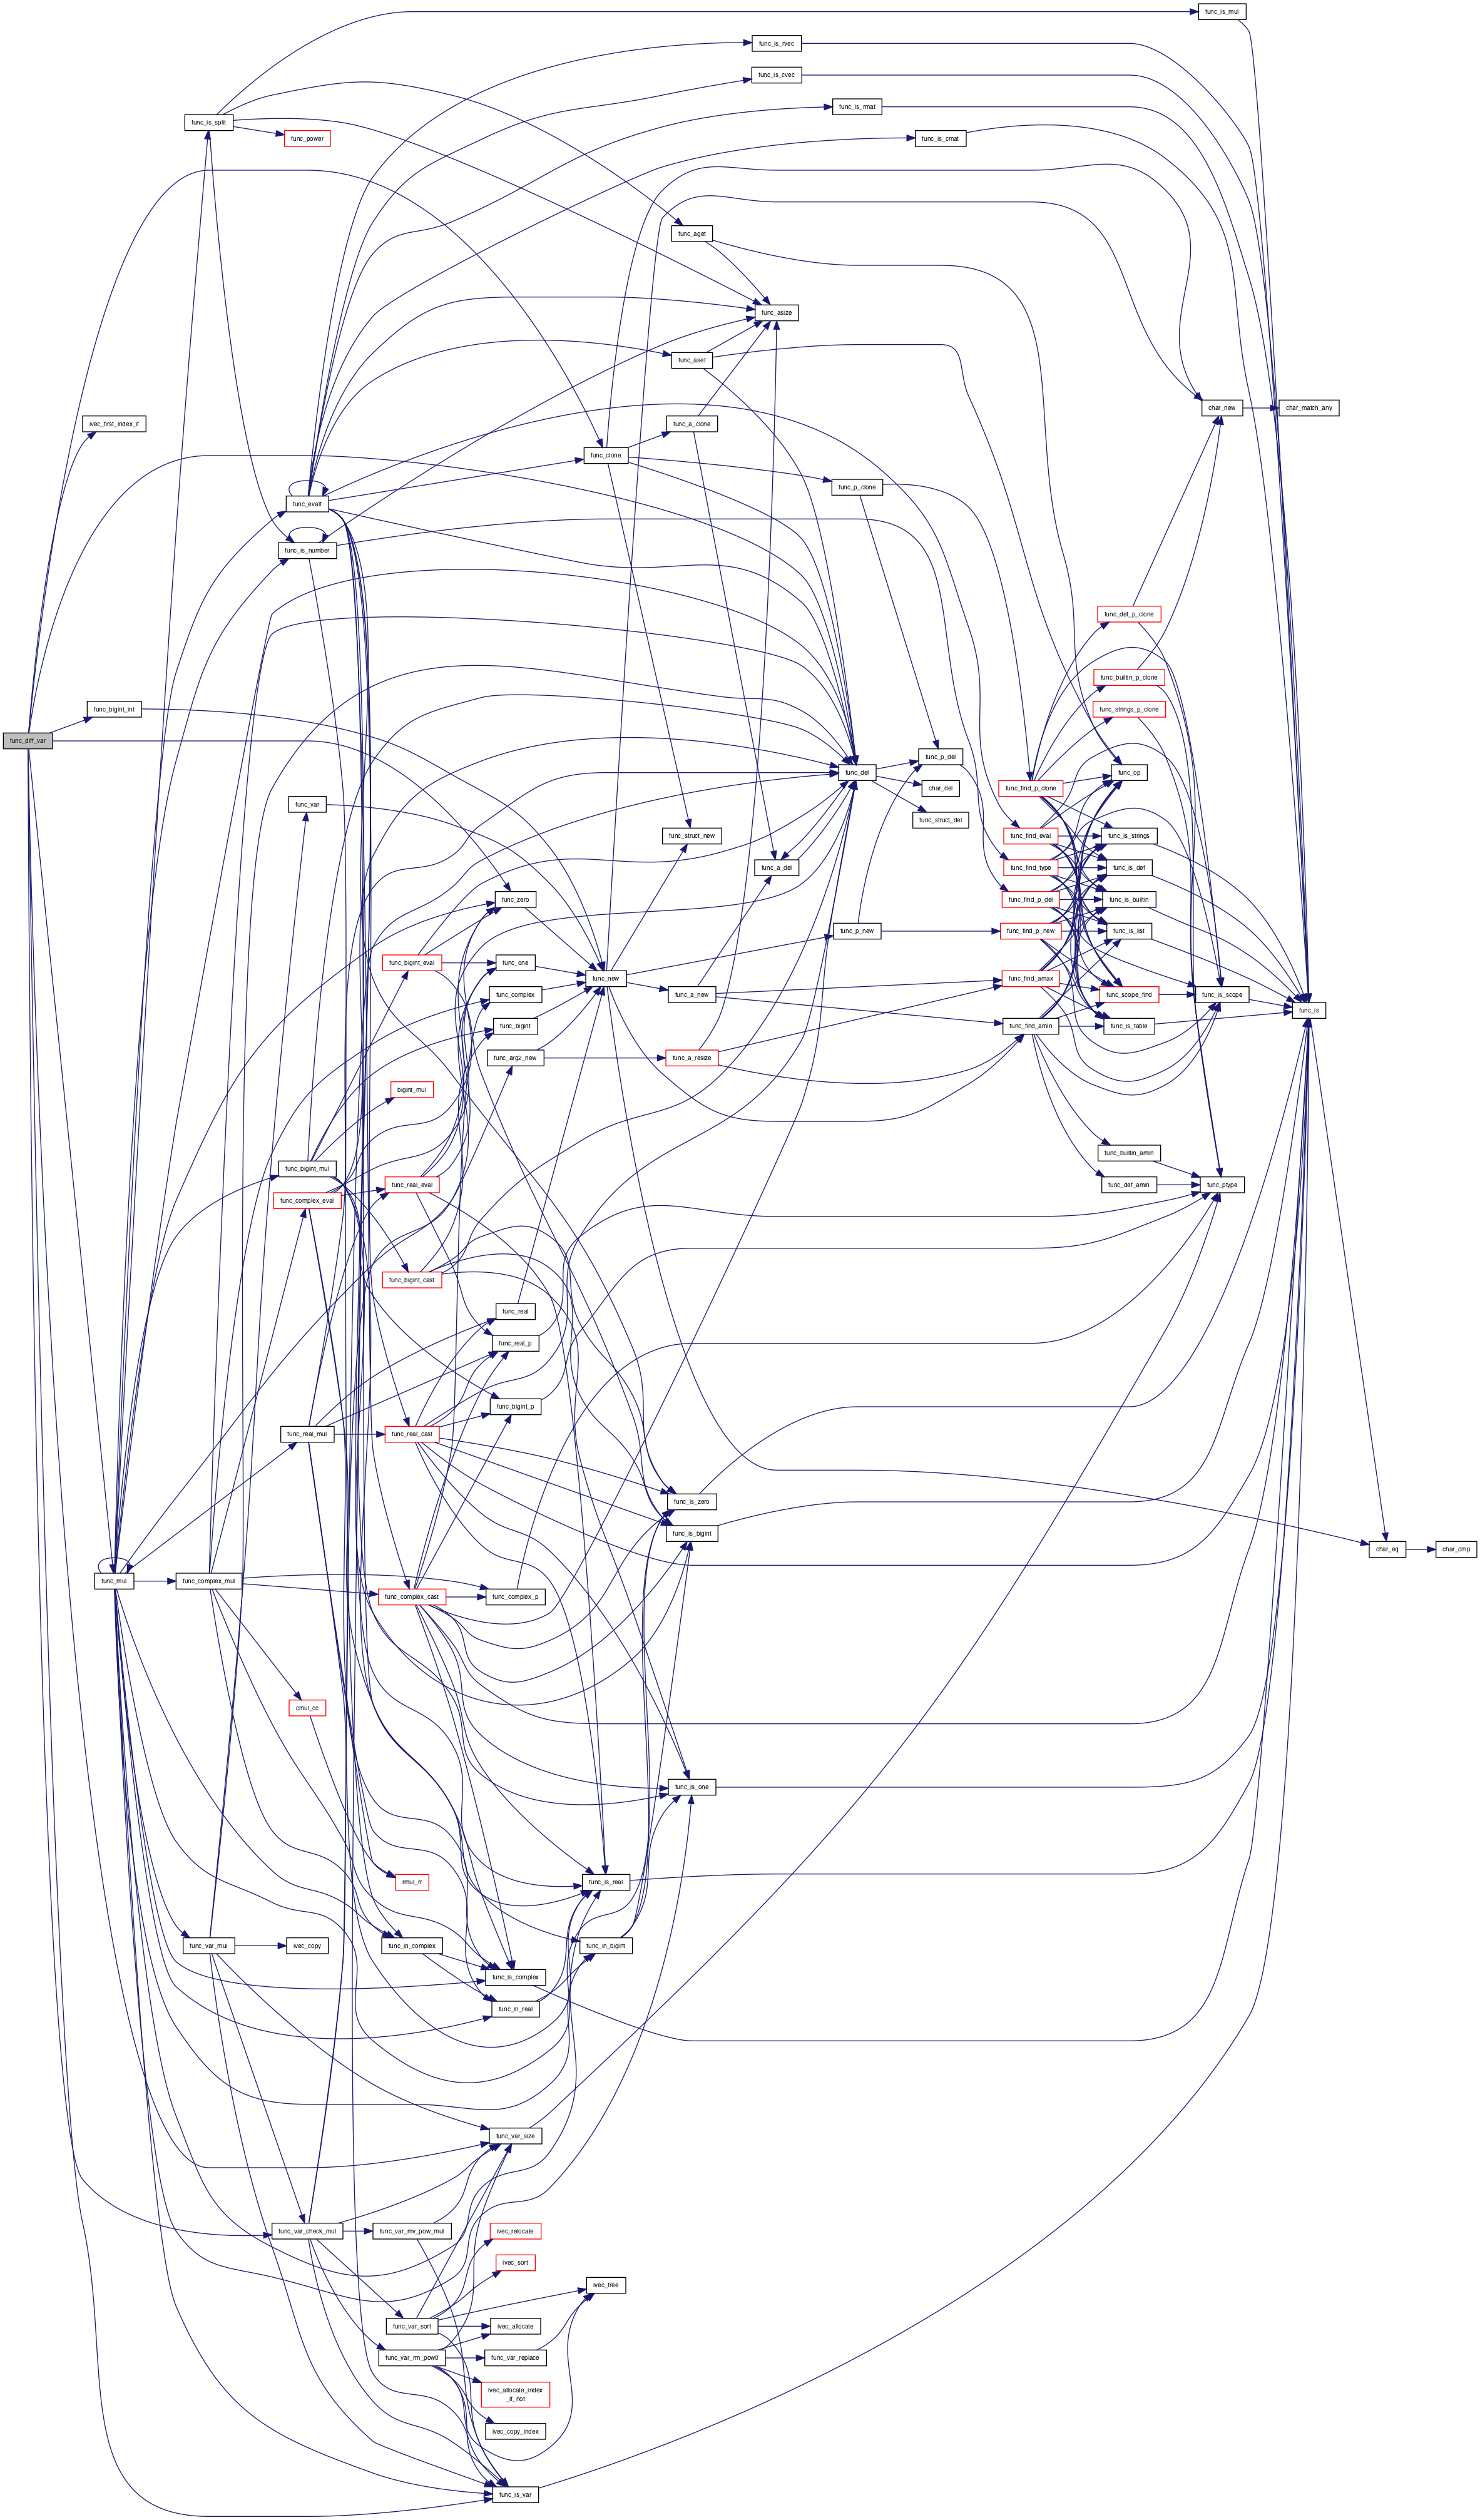 func_is_mul
func_is_rvec
func_is_cvec
func_is_rmat
func_is_split
func_power
func_is_cmat
func_aget
func_asize
func_aset
char_new
char_match_any
ivec_first_index_if
func_a_clone
func_clone
func_p_clone
func_evalf
func_is_number
func_def_p_clone
func_builtin_p_clone
func_strings_p_clone
func_bigint_int
func_diff_var
func_p_del
func_del
func_op
char_del
func_find_p_clone
func_var
func_struct_del
func_struct_new
func_find_eval
func_is_strings
func_a_del
func_find_type
func_is_def
func_zero
func_find_p_del
func_is_builtin
func_p_new
func_find_p_new
func_is_list
func_bigint_eval
func_one
func_new
func_find_amax
func_complex
func_a_new
func_scope_find
func_is_scope
func_is
func_bigint
func_find_amin
func_is_table
func_arg2_new
func_a_resize
bigint_mul
func_builtin_amin
func_bigint_mul
func_real_eval
func_def_amin
func_ptype
func_complex_eval
func_bigint_cast
func_real
func_real_p
func_bigint_p
func_real_mul
func_real_cast
func_is_zero
func_is_bigint
char_eq
char_cmp
func_mul
func_complex_mul
func_complex_cast
func_complex_p
cmul_cc
func_is_one
rmul_rr
func_is_real
func_var_mul
ivec_copy
func_in_complex
func_in_bigint
func_is_complex
func_in_real
func_var_size
func_var_check_mul
func_var_mv_pow_mul
ivec_relocate
ivec_sort
ivec_free
func_var_sort
ivec_allocate
func_var_rm_pow0
func_var_replace
ivec_allocate_index
_if_not
ivec_copy_index
func_is_var